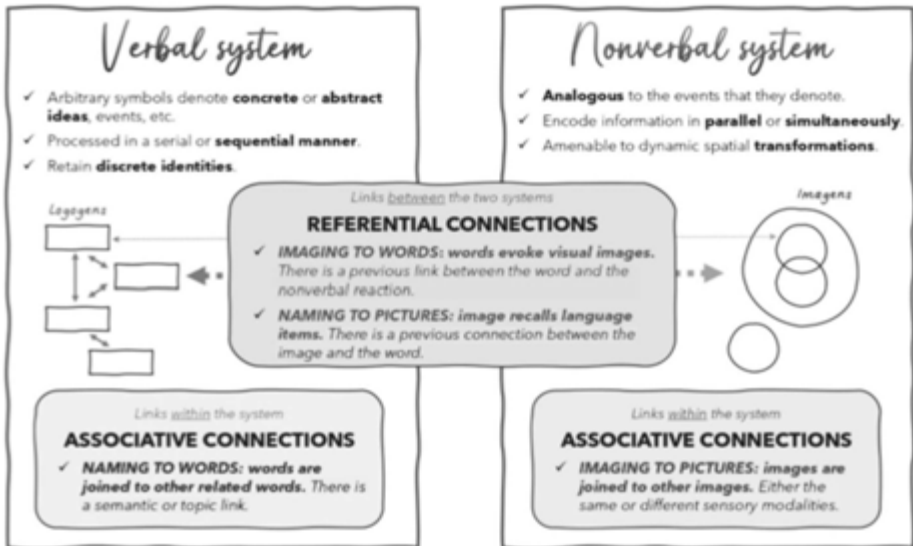 Verbal system
✓ Arbitrary symbols denote concrete or abstract
ideas, events, etc.
✓ Processed in a serial or sequential manner.
✓ Retain discrete identities.
Logogens
Nonverbal system
✓ Analogous to the events that they denote.
✓ Encode information in parallel or simultaneously.
✓ Amenable to dynamic spatial transformations.
Imagens
Links between the two systems
REFERENTIAL CONNECTIONS
✓ IMAGING TO WORDS: words evoke visual images.
There is a previous link between the word and the
nonverbal reaction.
✓ NAMING TO PICTURES: image recalls language
items. There is a previous connection between the
image and the word.
Links within the system
ASSOCIATIVE CONNECTIONS
✓ NAMING TO WORDS: words are
joined to other related words. There is
a semantic or topic link.
Links within the system
ASSOCIATIVE CONNECTIONS
✓ IMAGING TO PICTURES: images are
joined to other images. Either the
same or different sensory modalities.